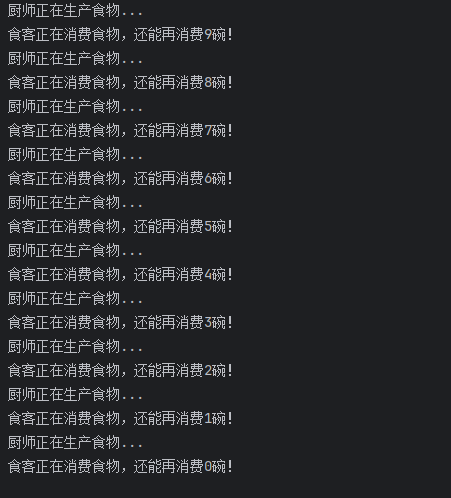 厨师正在生产食物...
食客正在消费食物，还能再消费9碗!
厨师正在生产食物...
食客正在消费食物，还能再消费8碗!
厨师正在生产食物...
食客正在消费食物，还能再消费7碗!
厨师正在生产食物...
食客正在消费食物，还能再消费6碗!
厨师正在生产食物...
食客正在消费食物，还能再消费5碗!
厨师正在生产食物...
食客正在消费食物，还能再消费4碗!
厨师正在生产食物...
食客正在消费食物，还能再消费3碗!
厨师正在生产食物...
食客正在消费食物，还能再消费2碗!
厨师正在生产食物...
食客正在消费食物，还能再消费1碗!
厨师正在生产食物...
食客正在消费食物，还能再消费0碗!